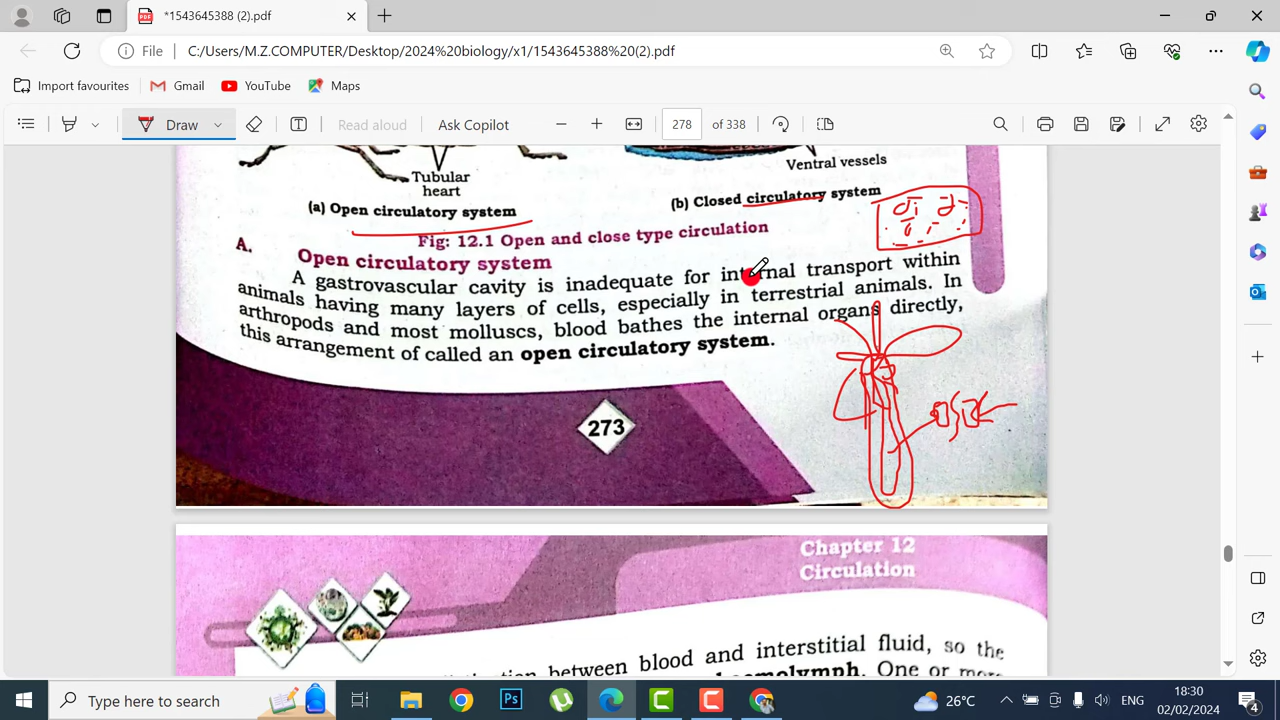 *1543645388 (2).pdf
File
C:/Users/M.Z.COMPUTER/Desktop/2024%20biology/x1/1543645388%20(2).pdf
Import favourites
Gmail
YouTube
Maps
Draw
Read aloud
Ask Copilot
278
of 338
Tubular
heart
Ventral vessels
(a) Open circulatory system
(b) Closed circulatory system
Fig: 12.1 Open and close type circulation
A.
Open circulatory system
A gastrovascular cavity is inadequate for internal transport within
animals having many layers of cells, especially in terrestrial animals. In
arthropods and most molluscs, blood bathes the internal organs directly,
this arrangement of called an open circulatory system.
273
Chapter 12
Circulation
between blood and interstitial fluid, so the
One or more
Type here to search
Ps
26°C
ENG
18:30
02/02/2024
4